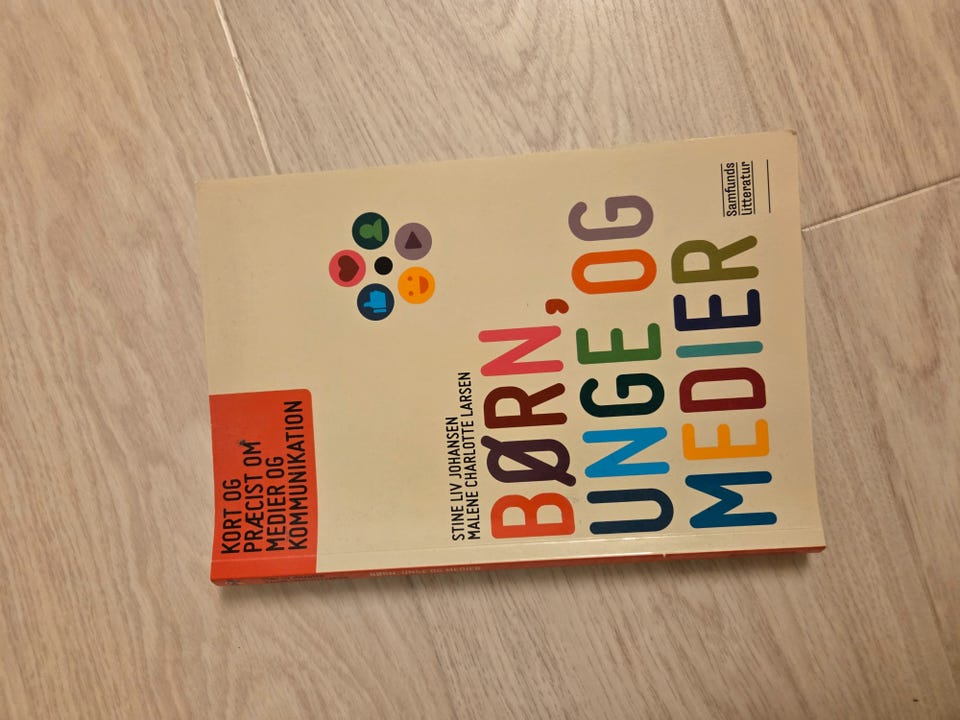 KORT OG
PRÆCIST OM
MEDIER OG
KOMMUNIKATION
STINE LIV JOHANSEN
MALENE CHARLOTTE LARSEN
BØRN,
UNGE OG
MEDIER
Samfunds
litteratur
BØRN, UNGE OG MEDIER